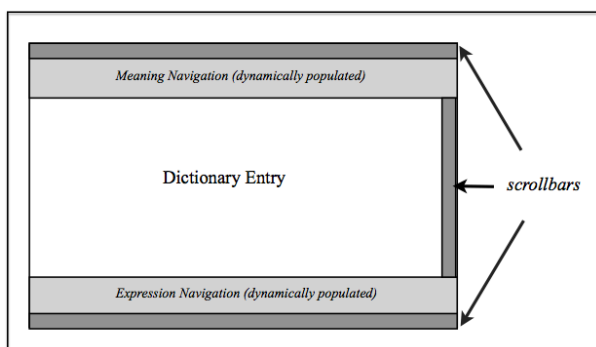 Meaning Navigation (dynamically populated)
Dictionary Entry
scrollbars
Expression Navigation (dynamically populated)